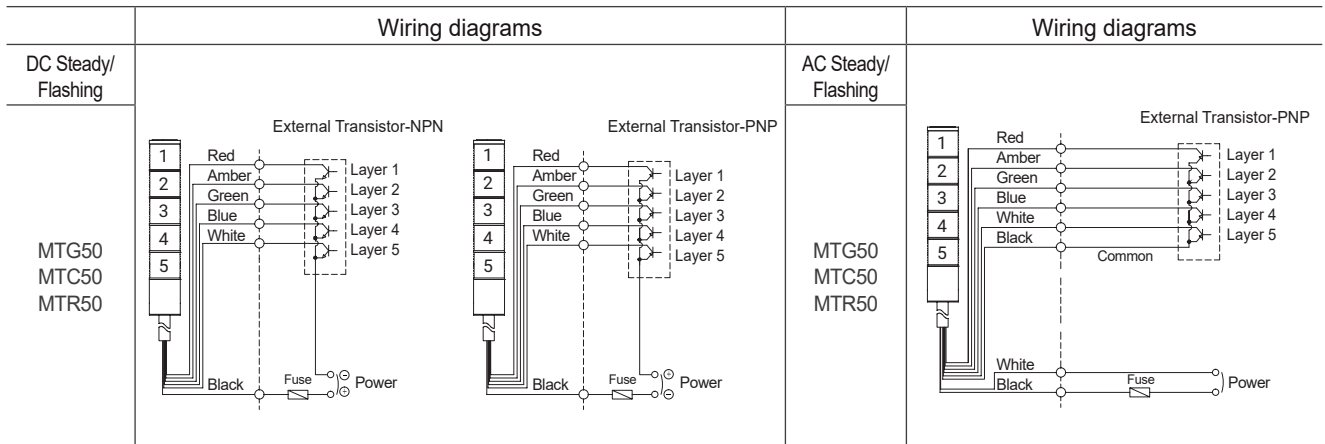 Wiring diagrams
Wiring diagrams
DC Steady/
Flashing
AC Steady/
Flashing
MTG50
MTC50
MTR50
External Transistor-NPN
1
2
3
4
5
Red
Amber
Green
Blue
White
Layer 1
Layer 2
Layer 3
Layer 4
Layer 5
Black
Fuse
⊖
⊕
Power
External Transistor-PNP
1
2
3
4
5
Red
Amber
Green
Blue
White
Layer 1
Layer 2
Layer 3
Layer 4
Layer 5
Black
Fuse
⊕
⊖
Power
MTG50
MTC50
MTR50
External Transistor-PNP
1
2
3
4
5
Red
Amber
Green
Blue
White
Black
Common
Layer 1
Layer 2
Layer 3
Layer 4
Layer 5
White
Black
Fuse
Power